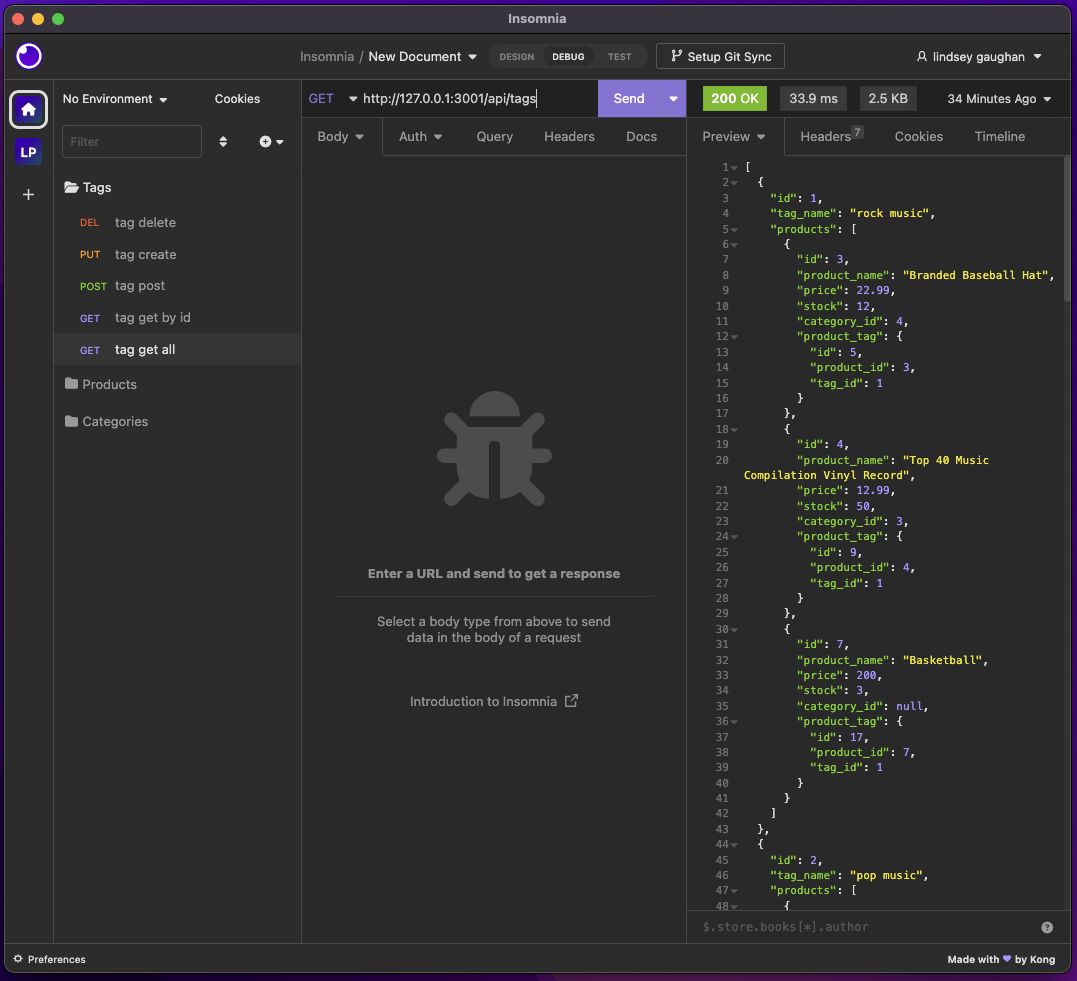 Insomnia
Insomnia / New Document
DESIGN DEBUG TEST
Setup Git Sync
lindsey gaughan
LP
No Environment Cookies
Filter
Tags
DEL tag delete
PUT tag create
POST tag post
GET tag get by id
GET tag get all
Products
Categories
GET http://127.0.0.1:3001/api/tags Send
Body Auth Query Headers Docs
Enter a URL and send to get a response
Select a body type from above to send
data in the body of a request
Introduction to Insomnia
200 OK 33.9 ms 2.5 KB 34 Minutes Ago
Preview Headers 7 Cookies Timeline
1 [
2 {
3 "id": 1,
4 "tag_name": "rock music",
5 "products": [
6 {
7 "id": 3,
8 "product_name": "Branded Baseball Hat",
9 "price": 22.99,
10 "stock": 12,
11 "category_id": 4,
12 "product_tag": {
13 "id": 5,
14 "product_id": 3,
15 "tag_id": 1
16 }
17 },
18 {
19 "id": 4,
20 "product_name": "Top 40 Music
Compilation Vinyl Record",
21 "price": 12.99,
22 "stock": 50,
23 "category_id": 3,
24 "product_tag": {
25 "id": 9,
26 "product_id": 4,
27 "tag_id": 1
28 }
29 },
30 {
31 "id": 7,
32 "product_name": "Basketball",
33 "price": 200,
34 "stock": 3,
35 "category_id": null,
36 "product_tag": {
37 "id": 17,
38 "product_id": 7,
39 "tag_id": 1
40 }
41 }
42 ]
43 },
44 {
45 "id": 2,
46 "tag_name": "pop music",
47 "products": [
48 {
$.store.books[*].author
Preferences
Made with 💜 by Kong